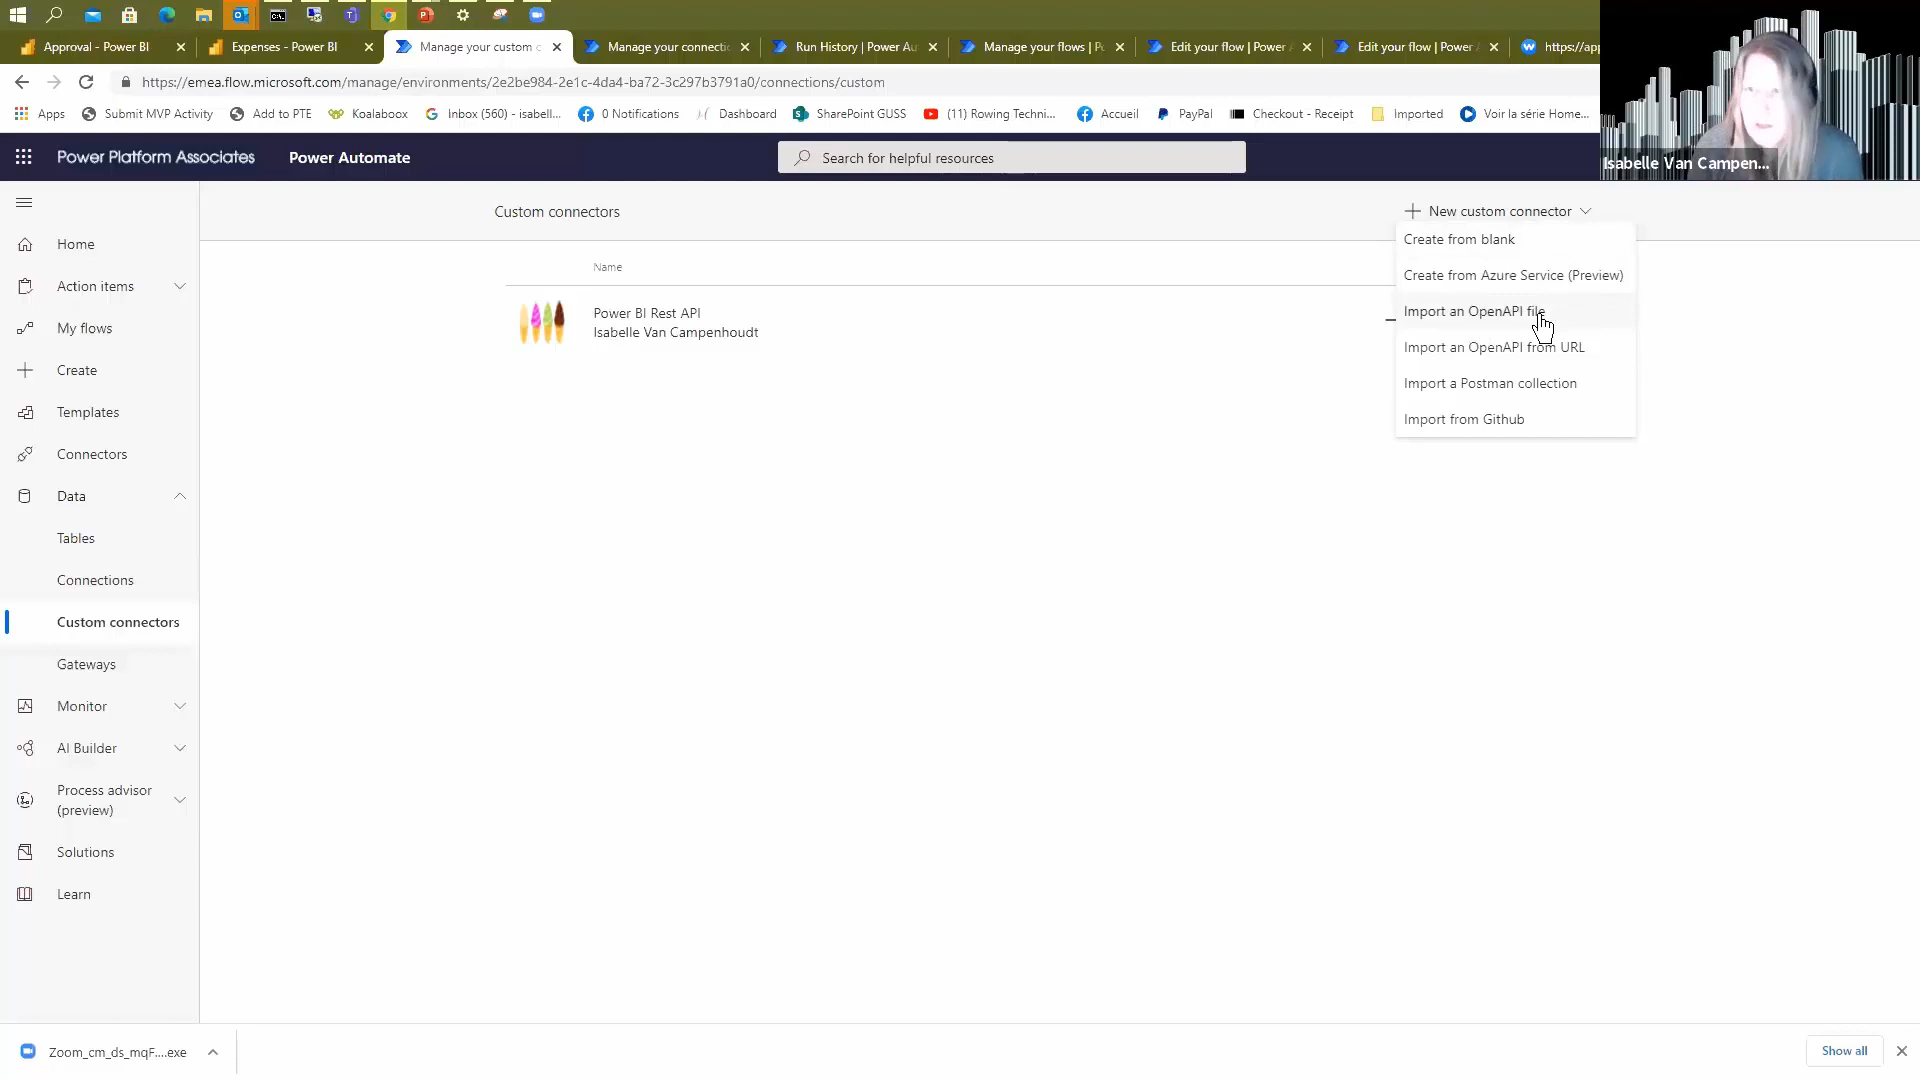 Approval - Power BI
Expenses - Power BI
Manage your custom c
Manage your connectio
Run History | Power Au
Manage your flows | P
Edit your flow | Power A
Edit your flow | Power A
https://app
https://emea.flow.microsoft.com/manage/environments/2e2be984-2e1c-4da4-ba72-3c297b3791a0/connections/custom
Apps
Submit MVP Activity
Add to PTE
Koalaboox
Inbox (560) - isabell...
0 Notifications
Dashboard
SharePoint GUSS
(11) Rowing Techni...
Accueil
PayPal
Checkout - Receipt
Imported
Voir la série Home...
Isabelle Van Campen...
Power Platform Associates
Power Automate
Search for helpful resources
Custom connectors
New custom connector
Create from blank
Create from Azure Service (Preview)
Import an OpenAPI file
Import an OpenAPI from URL
Import a Postman collection
Import from Github
Name
Power BI Rest API
Isabelle Van Campenhoudt
Home
Action items
My flows
Create
Templates
Connectors
Data
Tables
Connections
Custom connectors
Gateways
Monitor
AI Builder
Process advisor
(preview)
Solutions
Learn
Zoom_cm_ds_mqF....exe
Show all